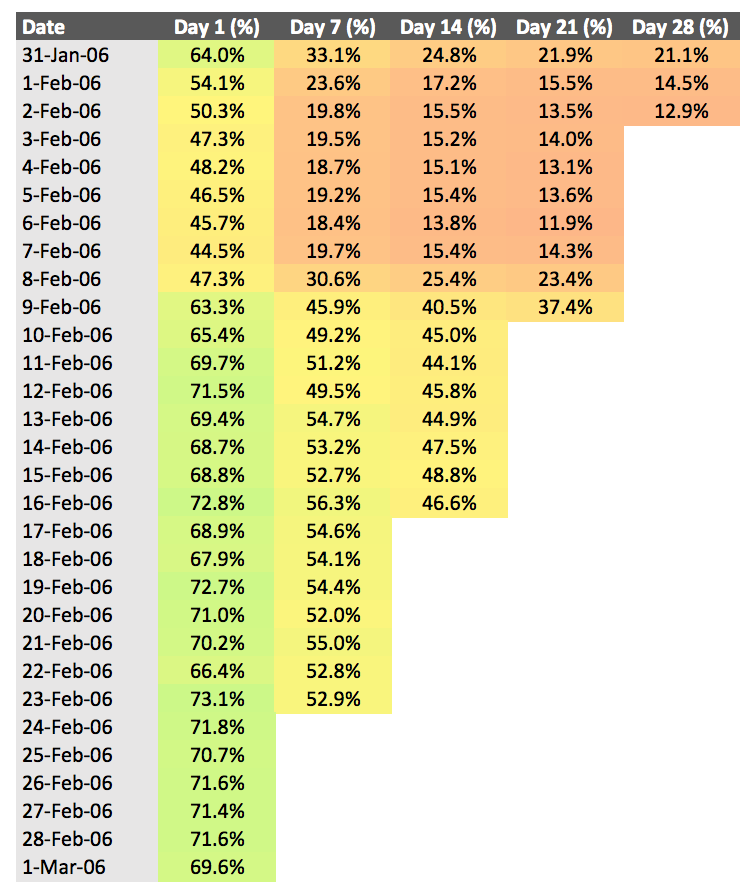 Date Day 1 (%) Day 7 (%) Day 14 (%) Day 21 (%) Day 28 (%)
31-Jan-06 64.0% 33.1% 24.8% 21.9% 21.1%
1-Feb-06 54.1% 23.6% 17.2% 15.5% 14.5%
2-Feb-06 50.3% 19.8% 15.5% 13.5% 12.9%
3-Feb-06 47.3% 19.5% 15.2% 14.0%
4-Feb-06 48.2% 18.7% 15.1% 13.1%
5-Feb-06 46.5% 19.2% 15.4% 13.6%
6-Feb-06 45.7% 18.4% 13.8% 11.9%
7-Feb-06 44.5% 19.7% 15.4% 14.3%
8-Feb-06 47.3% 30.6% 25.4% 23.4%
9-Feb-06 63.3% 45.9% 40.5% 37.4%
10-Feb-06 65.4% 49.2% 45.0%
11-Feb-06 69.7% 51.2% 44.1%
12-Feb-06 71.5% 49.5% 45.8%
13-Feb-06 69.4% 54.7% 44.9%
14-Feb-06 68.7% 53.2% 47.5%
15-Feb-06 68.8% 52.7% 48.8%
16-Feb-06 72.8% 56.3% 46.6%
17-Feb-06 68.9% 54.6%
18-Feb-06 67.9% 54.1%
19-Feb-06 72.7% 54.4%
20-Feb-06 71.0% 52.0%
21-Feb-06 70.2% 55.0%
22-Feb-06 66.4% 52.8%
23-Feb-06 73.1% 52.9%
24-Feb-06 71.8%
25-Feb-06 70.7%
26-Feb-06 71.6%
27-Feb-06 71.4%
28-Feb-06 71.6%
1-Mar-06 69.6%